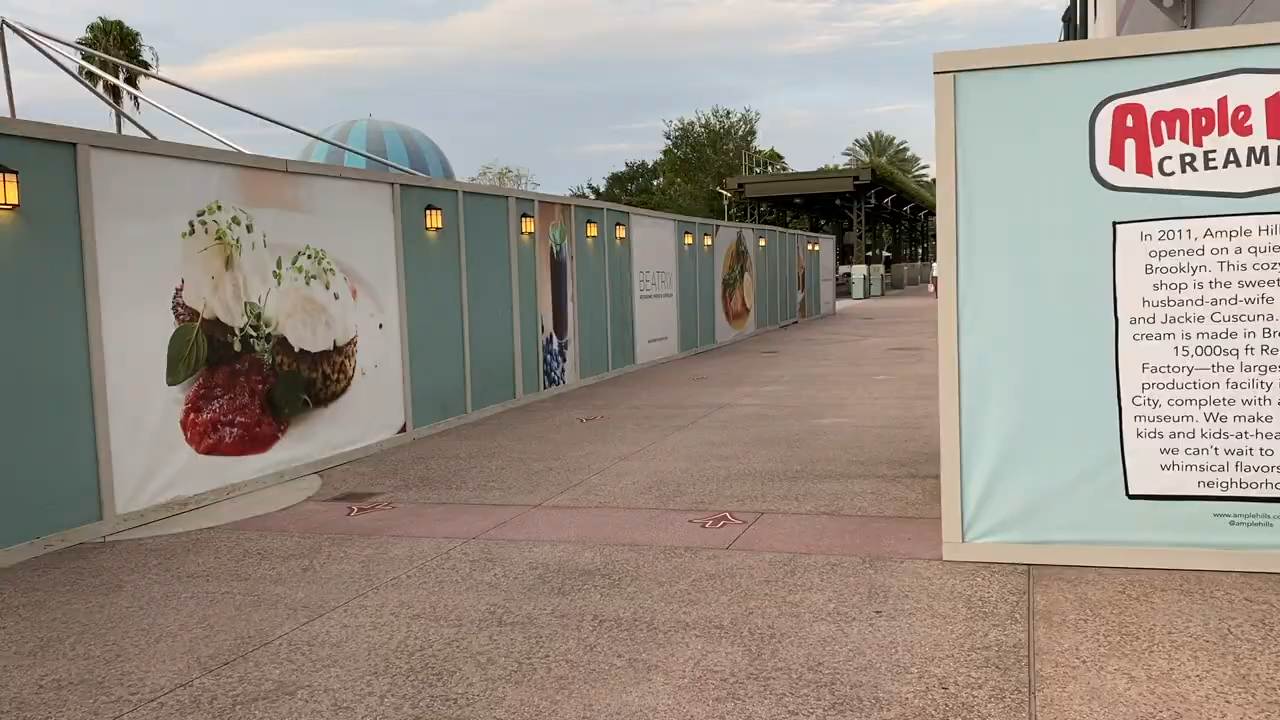 BEATRIX
Ample
CREAM
In 2011, Ample Hil
opened on a quie
Brooklyn. This cozy
shop is the sweet
husband-and-wife
and Jackie Cuscuna.
cream is made in Bro
15,000sq ft Re
Factory—the larges
production facility i
City, complete with a
museum. We make
kids and kids-at-hea
we can't wait to
whimsical flavors
neighborho
www.amplehills.co
@amplehills